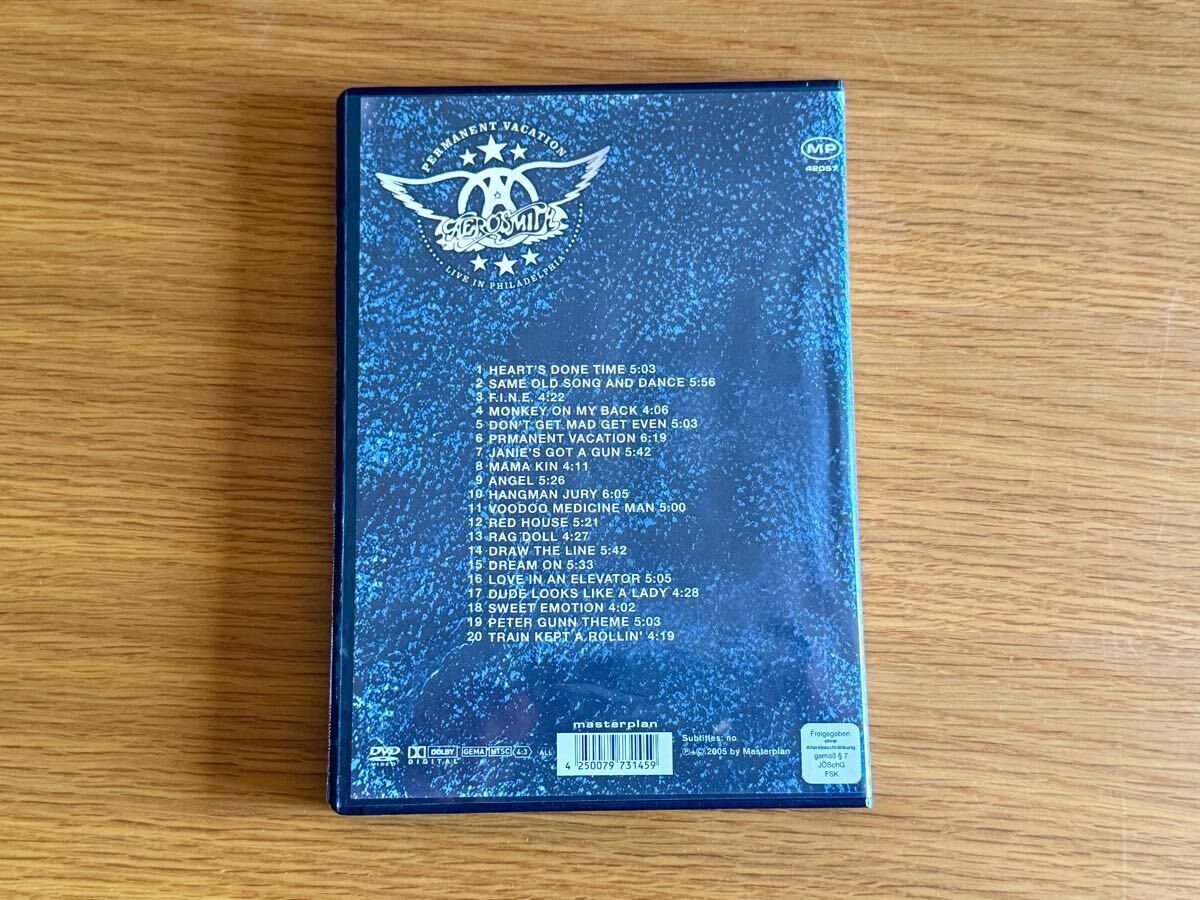 PERMANENT VACATION
AEROSMITH
LIVE IN PHILADELPHIA
MP
42057
1 HEART'S DONE TIME 5:03
2 SAME OLD SONG AND DANCE 5:56
3 F.I.N.E. 4:22
4 MONKEY ON MY BACK 4:06
5 DON'T GET MAD GET EVEN 5:03
6 PRMANENT VACATION 6:19
7 JANIE'S GOT A GUN 5:42
8 MAMA KIN 4:11
9 ANGEL 5:26
10 HANGMAN JURY 6:05
11 VOODOO MEDICINE MAN 5:00
12 RED HOUSE 5:21
13 RAG DOLL 4:27
14 DRAW THE LINE 5:42
15 DREAM ON 5:33
16 LOVE IN AN ELEVATOR 5:05
17 DUDE LOOKS LIKE A LADY 4:28
18 SWEET EMOTION 4:02
19 PETER GUNN THEME 5:03
20 TRAIN KEPT A ROLLIN' 4:19
masterplan
DVD VIDEO
DOLBY DIGITAL
GEMA NTSC 4:3 ALL
4 250079 731459
Subtitles: no
℗+© 2005 by Masterplan
Freigegeben
ohne
Altersbeschränkung
gemäß § 7
JÖSchG
FSK